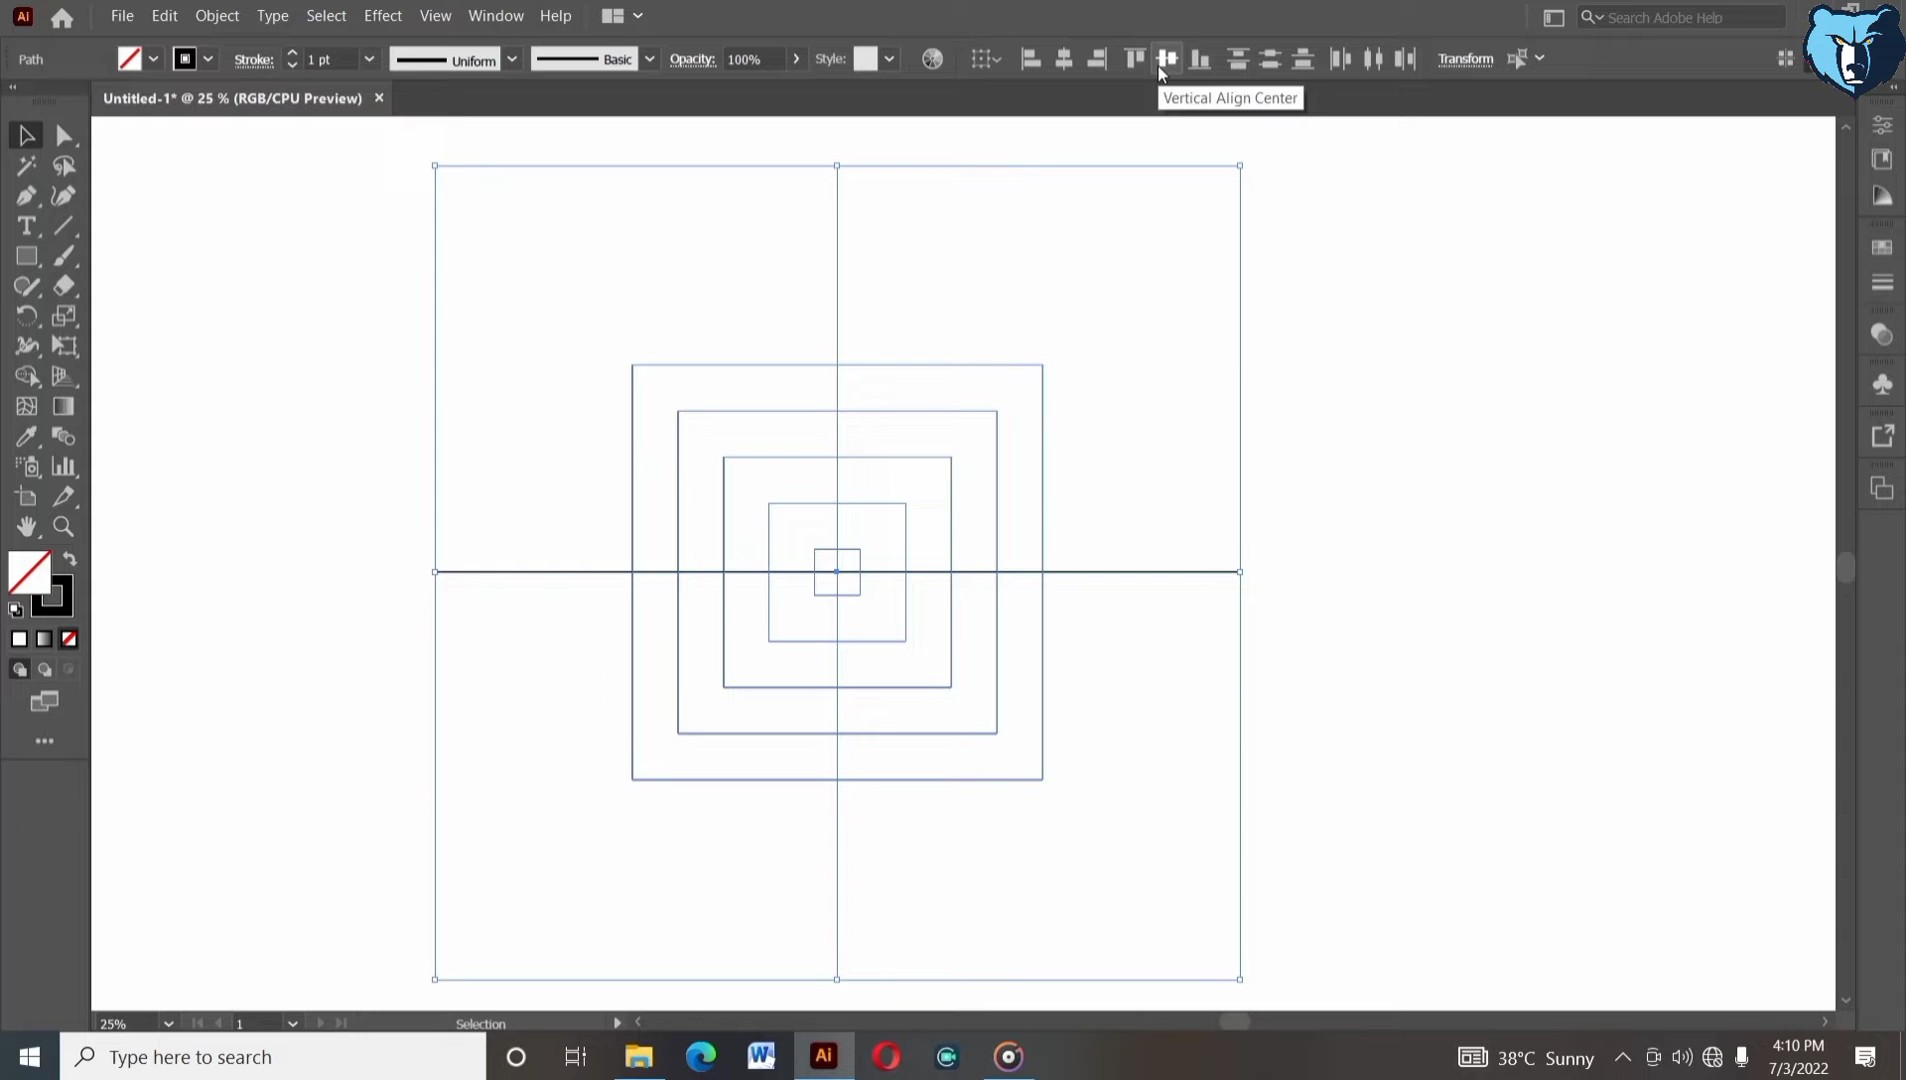 Ai File Edit Object Type Select Effect View Window Help Search Adobe Help
Path Stroke: 1 pt Uniform Basic Opacity: 100% Style: Transform
Untitled-1* @ 25 % (RGB/CPU Preview) ×
Vertical Align Center
25% 1 Selection
Type here to search
W Ai
38°C Sunny
4:10 PM
7/3/2022